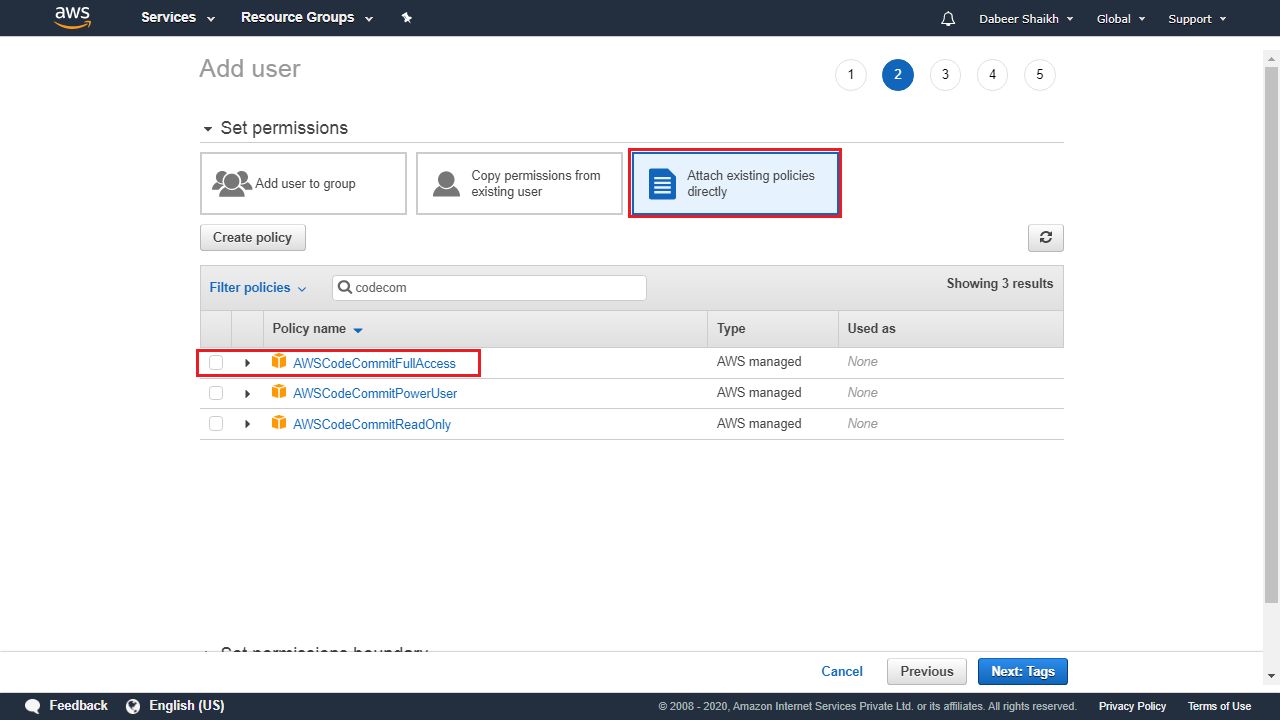 aws Services Resource Groups Dabeer Shaikh Global Support
Add user
1 2 3 4 5
Set permissions
Add user to group
Copy permissions from
existing user
Attach existing policies
directly
Create policy
Filter policies codecom Showing 3 results
Policy name Type Used as
AWSCodeCommitFullAccess AWS managed None
AWSCodeCommitPowerUser AWS managed None
AWSCodeCommitReadOnly AWS managed None
Set permissions boundary
Cancel Previous Next: Tags
Feedback English (US) © 2008 - 2020, Amazon Internet Services Private Ltd. or its affiliates. All rights reserved. Privacy Policy Terms of Use